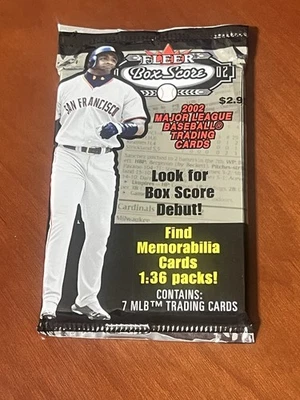 FLEER
Box Score 02
2002
MAJOR LEAGUE
BASEBALL®
TRADING
CARDS
$2.9
SAN FRANCISCO
Look for
Box Score
Debut!
Cardinals
Find
Memorabilia
Cards
1:36 packs!
CONTAINS:
7 MLB™ TRADING CARDS